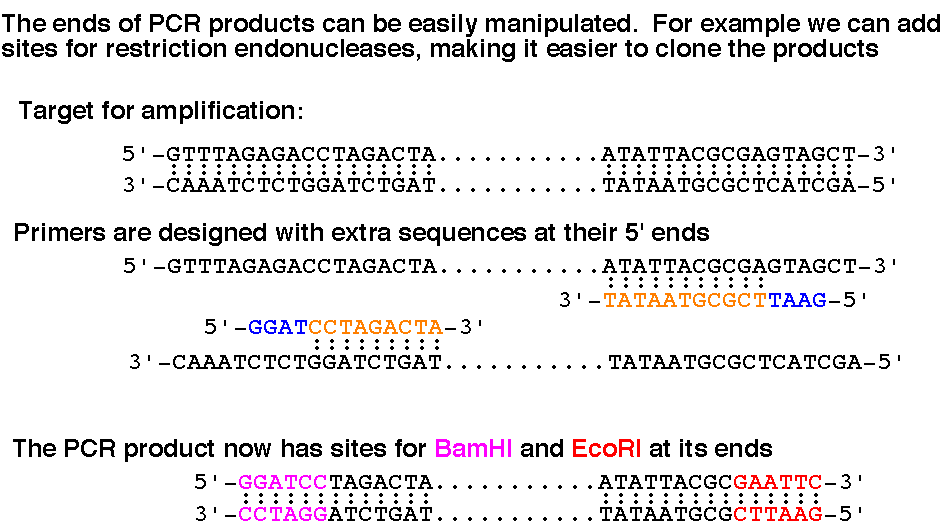 The ends of PCR products can be easily manipulated. For example we can add
sites for restriction endonucleases, making it easier to clone the products
Target for amplification:
5'-GTTTAGAGACCTAGACTA...........ATATTACGCGAGTAGCT-3'
3'-CAAATCTCTGGATCTGAT...........TATAATGCGCTCATCGA-5'
Primers are designed with extra sequences at their 5' ends
5'-GTTTAGAGACCTAGACTA...........ATATTACGCGAGTAGCT-3'
3'-TATAATGCGCTTAAG-5'
5'-GGATCCTAGACTA-3'
3'-CAAATCTCTGGATCTGAT...........TATAATGCGCTCATCGA-5'
The PCR product now has sites for BamHI and EcoRI at its ends
5'-GGATCCTAGACTA...........ATATTACGCGAATTC-3'
3'-CCTAGGATCTGAT...........TATAATGCGCTTAAG-5'